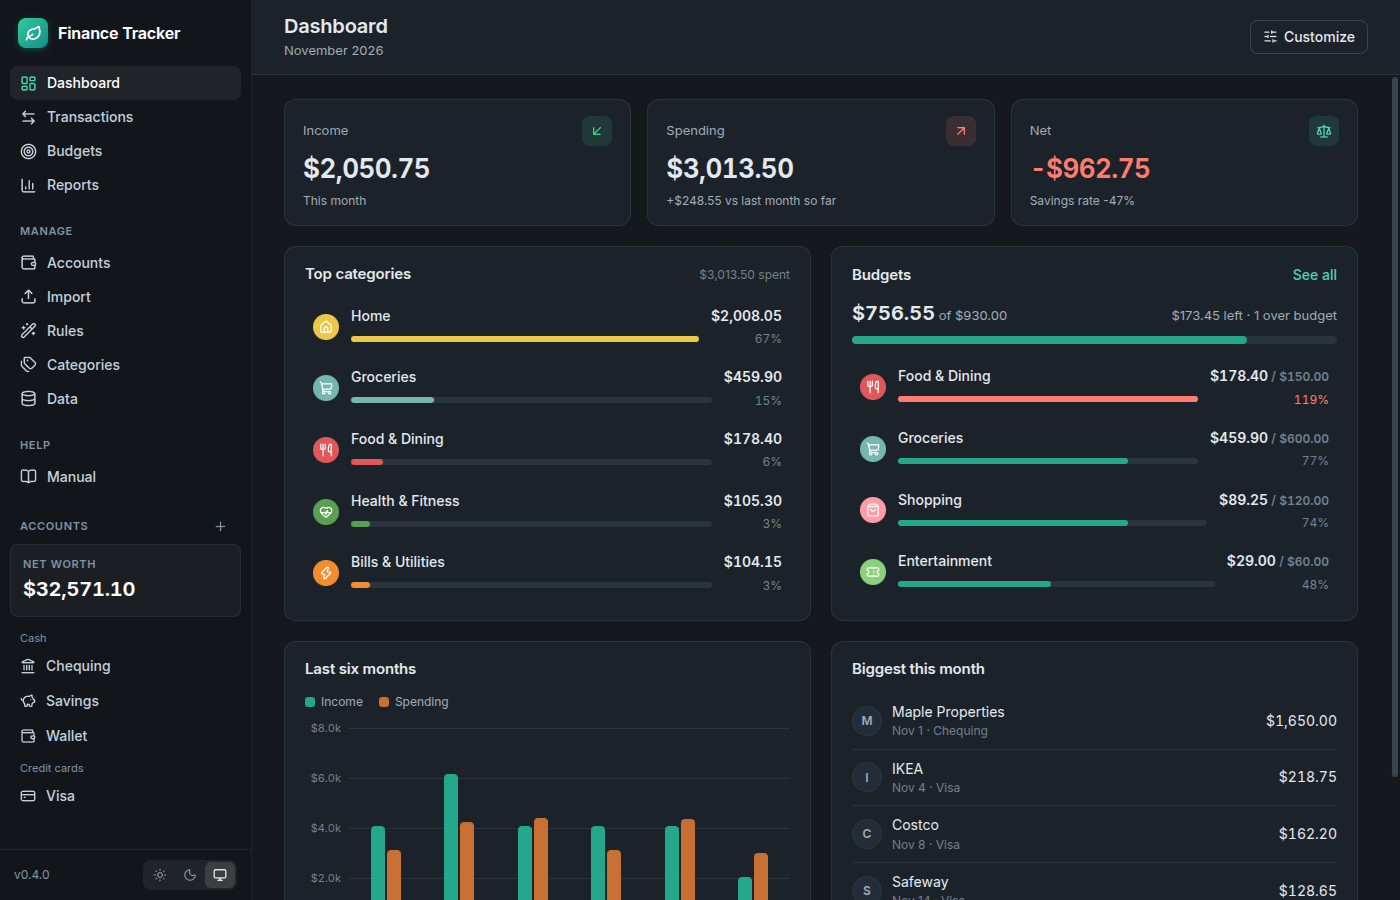 Finance Tracker
Dashboard
Transactions
Budgets
Reports
MANAGE
Accounts
Import
Rules
Categories
Data
HELP
Manual
ACCOUNTS
NET WORTH
$32,571.10
Cash
Chequing
Savings
Wallet
Credit cards
Visa
v0.4.0
Dashboard
November 2026
Customize
Income
$2,050.75
This month
Spending
$3,013.50
+$248.55 vs last month so far
Net
-$962.75
Savings rate -47%
Top categories
$3,013.50 spent
Home
$2,008.05
67%
Groceries
$459.90
15%
Food & Dining
$178.40
6%
Health & Fitness
$105.30
3%
Bills & Utilities
$104.15
3%
Budgets
See all
$756.55 of $930.00
$173.45 left · 1 over budget
Food & Dining
$178.40 / $150.00
119%
Groceries
$459.90 / $600.00
77%
Shopping
$89.25 / $120.00
74%
Entertainment
$29.00 / $60.00
48%
Last six months
Income
Spending
$8.0k
$6.0k
$4.0k
$2.0k
Biggest this month
M
Maple Properties
Nov 1 · Chequing
$1,650.00
I
IKEA
Nov 4 · Visa
$218.75
C
Costco
Nov 8 · Visa
$162.20
S
Safeway
Nov 14 · Visa
$128.65